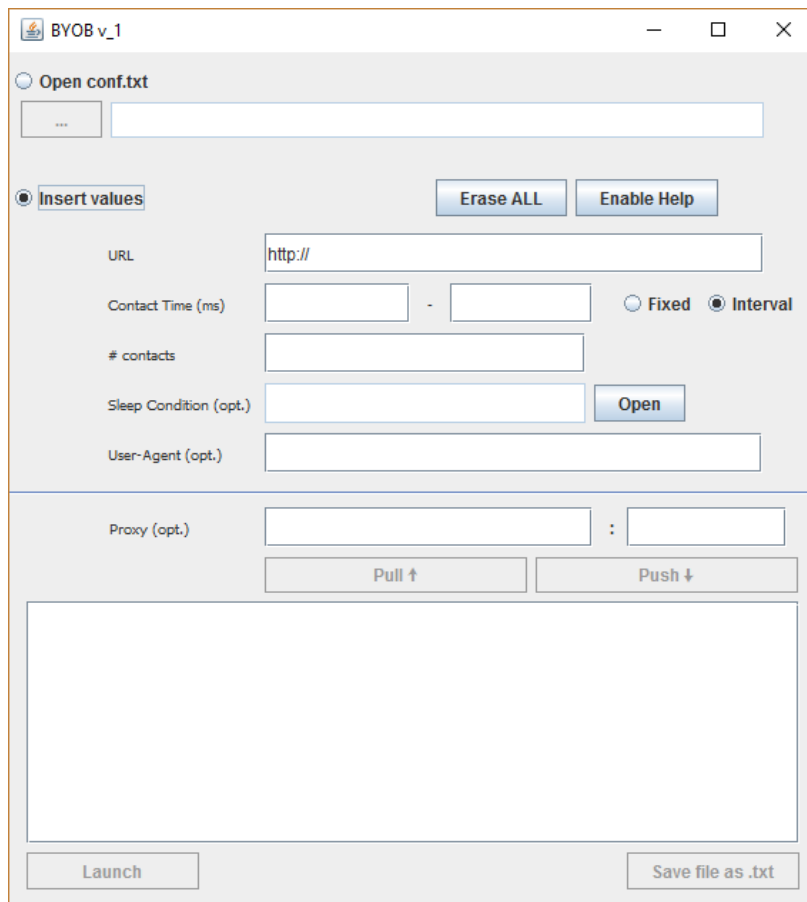 BYOB v_1
Open conf.txt
...
Insert values
Erase ALL
Enable Help
URL
http://
Contact Time (ms)
-
Fixed
Interval
# contacts
Sleep Condition (opt.)
Open
User-Agent (opt.)
Proxy (opt.)
:
Pull ↑
Push ↓
Launch
Save file as .txt